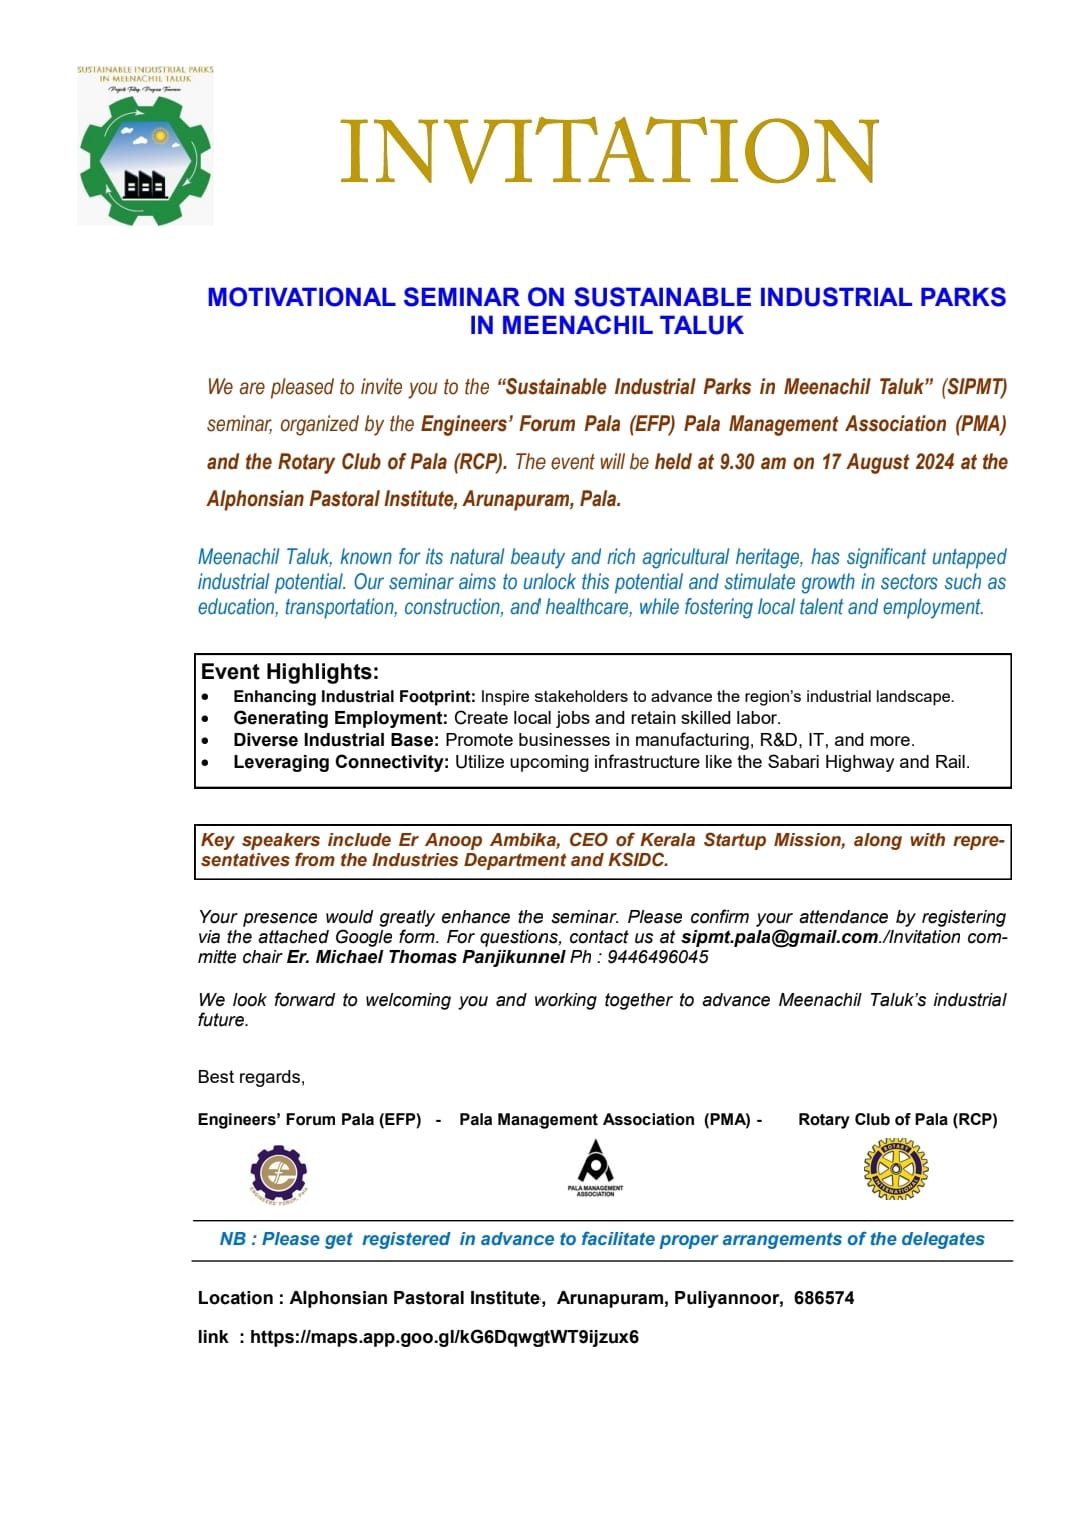 SUSTAINABLE INDUSTRIAL PARKS
IN MEENACHIL TALUK
INVITATION
MOTIVATIONAL SEMINAR ON SUSTAINABLE INDUSTRIAL PARKS
IN MEENACHIL TALUK
We are pleased to invite you to the “Sustainable Industrial Parks in Meenachil Taluk” (SIPMT)
seminar, organized by the Engineers’ Forum Pala (EFP) Pala Management Association (PMA)
and the Rotary Club of Pala (RCP). The event will be held at 9.30 am on 17 August 2024 at the
Alphonsian Pastoral Institute, Arunapuram, Pala.
Meenachil Taluk, known for its natural beauty and rich agricultural heritage, has significant untapped
industrial potential. Our seminar aims to unlock this potential and stimulate growth in sectors such as
education, transportation, construction, and healthcare, while fostering local talent and employment.
Event Highlights:
• Enhancing Industrial Footprint: Inspire stakeholders to advance the region’s industrial landscape.
• Generating Employment: Create local jobs and retain skilled labor.
• Diverse Industrial Base: Promote businesses in manufacturing, R&D, IT, and more.
• Leveraging Connectivity: Utilize upcoming infrastructure like the Sabari Highway and Rail.
Key speakers include Er Anoop Ambika, CEO of Kerala Startup Mission, along with repre-
sentatives from the Industries Department and KSIDC.
Your presence would greatly enhance the seminar. Please confirm your attendance by registering
via the attached Google form. For questions, contact us at sipmt.pala@gmail.com./Invitation com-
mitte chair Er. Michael Thomas Panjikunnel Ph : 9446496045
We look forward to welcoming you and working together to advance Meenachil Taluk’s industrial
future.
Best regards,
Engineers’ Forum Pala (EFP) - Pala Management Association (PMA) - Rotary Club of Pala (RCP)
ENGINEERS' FORUM, PALA
PALA MANAGEMENT
ASSOCIATION
ROTARY
INTERNATIONAL
NB : Please get registered in advance to facilitate proper arrangements of the delegates
Location : Alphonsian Pastoral Institute, Arunapuram, Puliyannoor, 686574
link : https://maps.app.goo.gl/kG6DqwgtWT9ijzux6